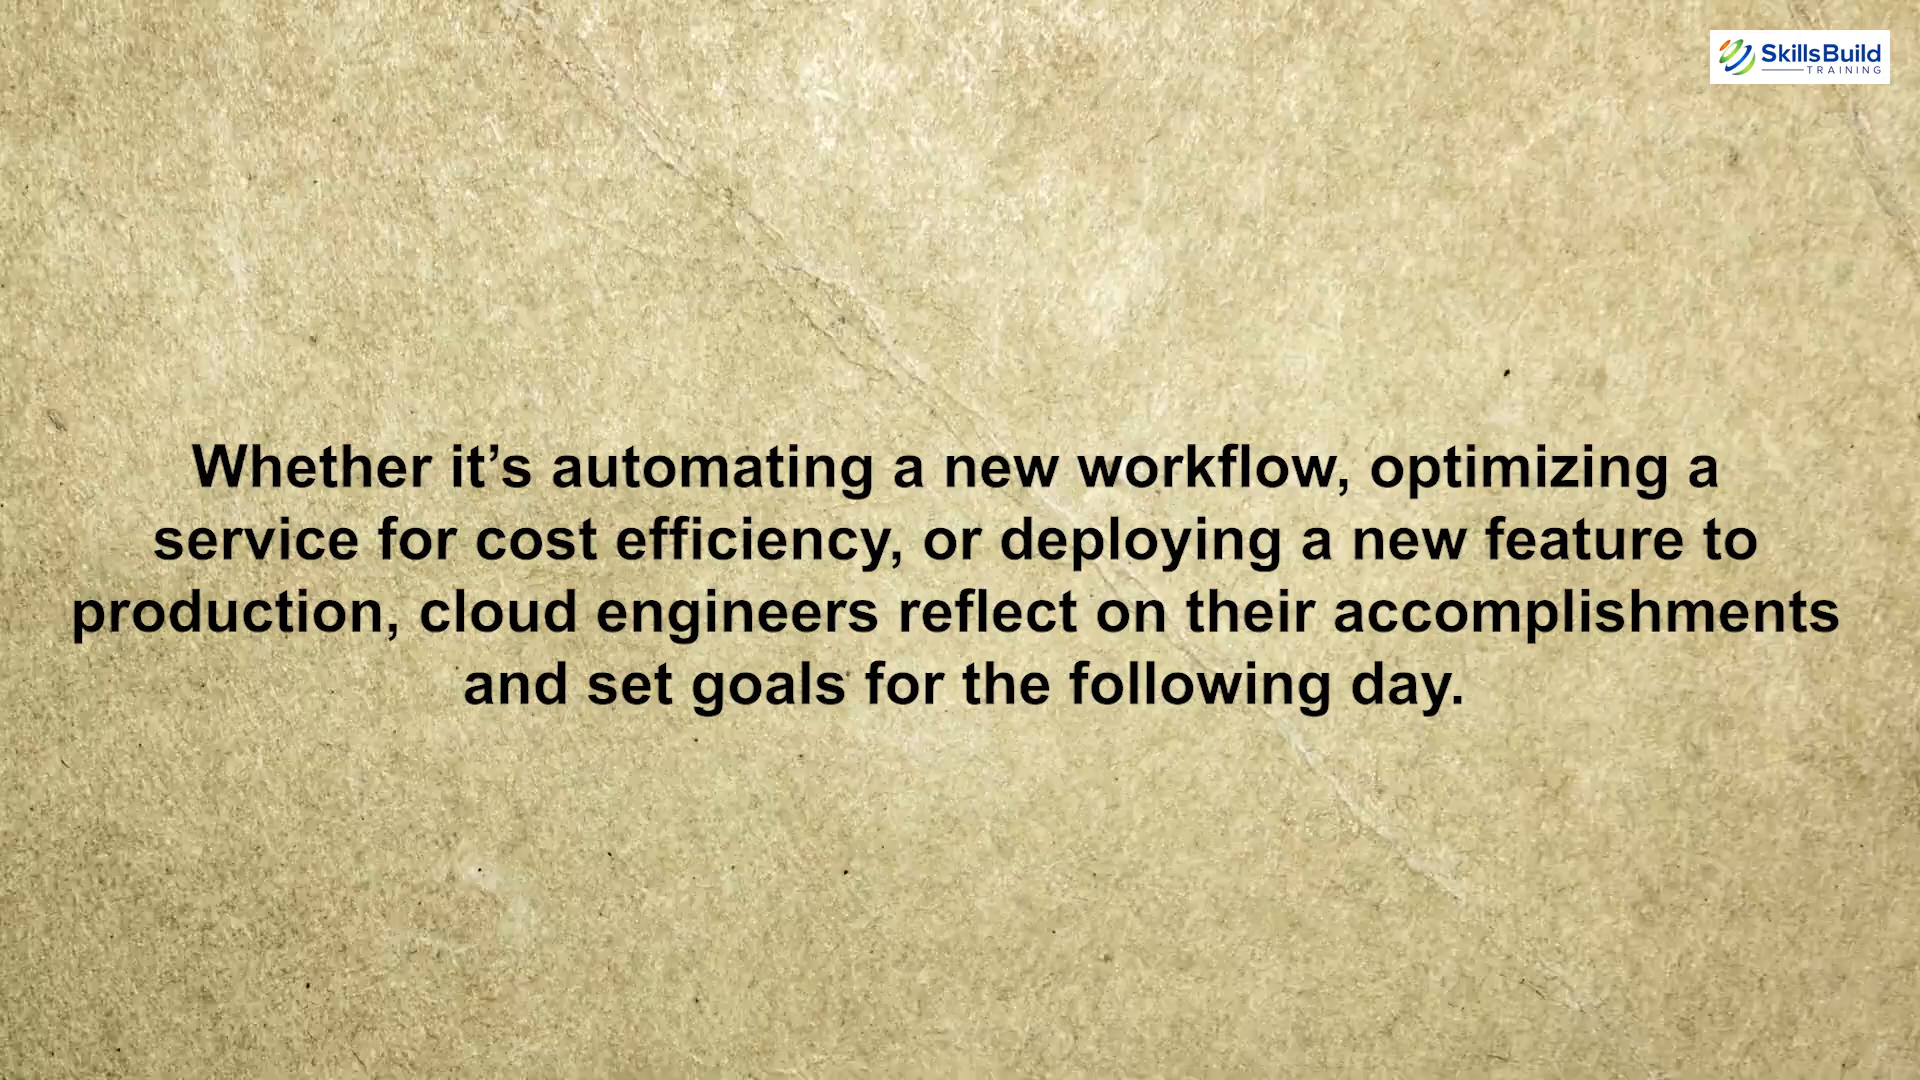 SkillsBuild
TRAINING
Whether it’s automating a new workflow, optimizing a
service for cost efficiency, or deploying a new feature to
production, cloud engineers reflect on their accomplishments
and set goals for the following day.